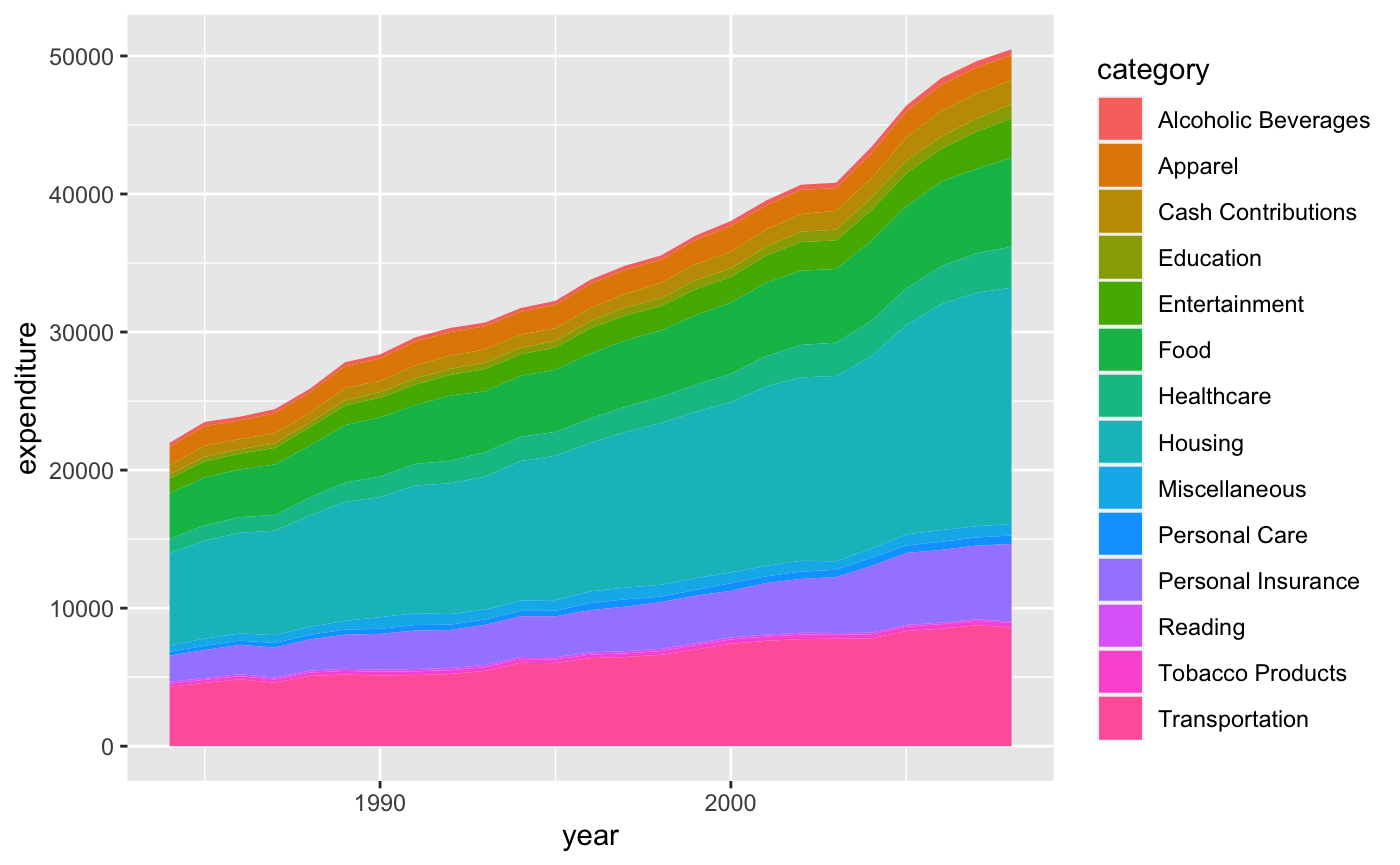 50000
40000
30000
20000
10000
0
expenditure
1990
2000
year
category
Alcoholic Beverages
Apparel
Cash Contributions
Education
Entertainment
Food
Healthcare
Housing
Miscellaneous
Personal Care
Personal Insurance
Reading
Tobacco Products
Transportation